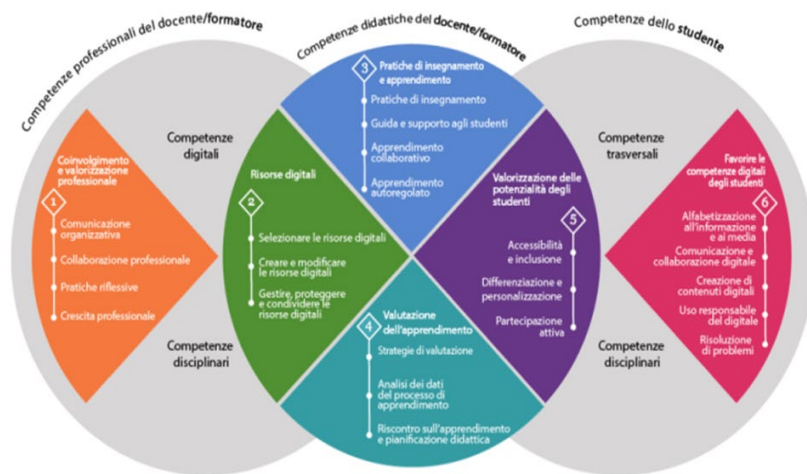 Competenze professionali del docente/formatore
Competenze didattiche del docente/formatore
Competenze dello studente
Competenze
digitali
Competenze
disciplinari
Coinvolgimento
e valorizzazione
professionale
1
Comunicazione
organizzativa
Collaborazione professionale
Pratiche riflessive
Crescita professionale
Risorse digitali
2
Selezionare le risorse digitali
Creare e modificare
le risorse digitali
Gestire, proteggere
e condividere le
risorse digitali
3
Pratiche di insegnamento
e apprendimento
Pratiche di insegnamento
Guida e supporto agli studenti
Apprendimento
collaborativo
Apprendimento
autoregolato
4
Valutazione
dell'apprendimento
Strategie di valutazione
Analisi dei dati
del processo di
apprendimento
Riscontro sull'apprendimento
e pianificazione didattica
Valorizzazione delle
potenzialità degli
studenti
5
Accessibilità
e inclusione
Differenziazione e
personalizzazione
Partecipazione
attiva
Competenze
trasversali
Competenze
disciplinari
Favorire le
competenze digitali
degli studenti
6
Alfabetizzazione
all'informazione
e ai media
Comunicazione e
collaborazione digitale
Creazione di
contenuti digitali
Uso responsabile
del digitale
Risoluzione
di problemi